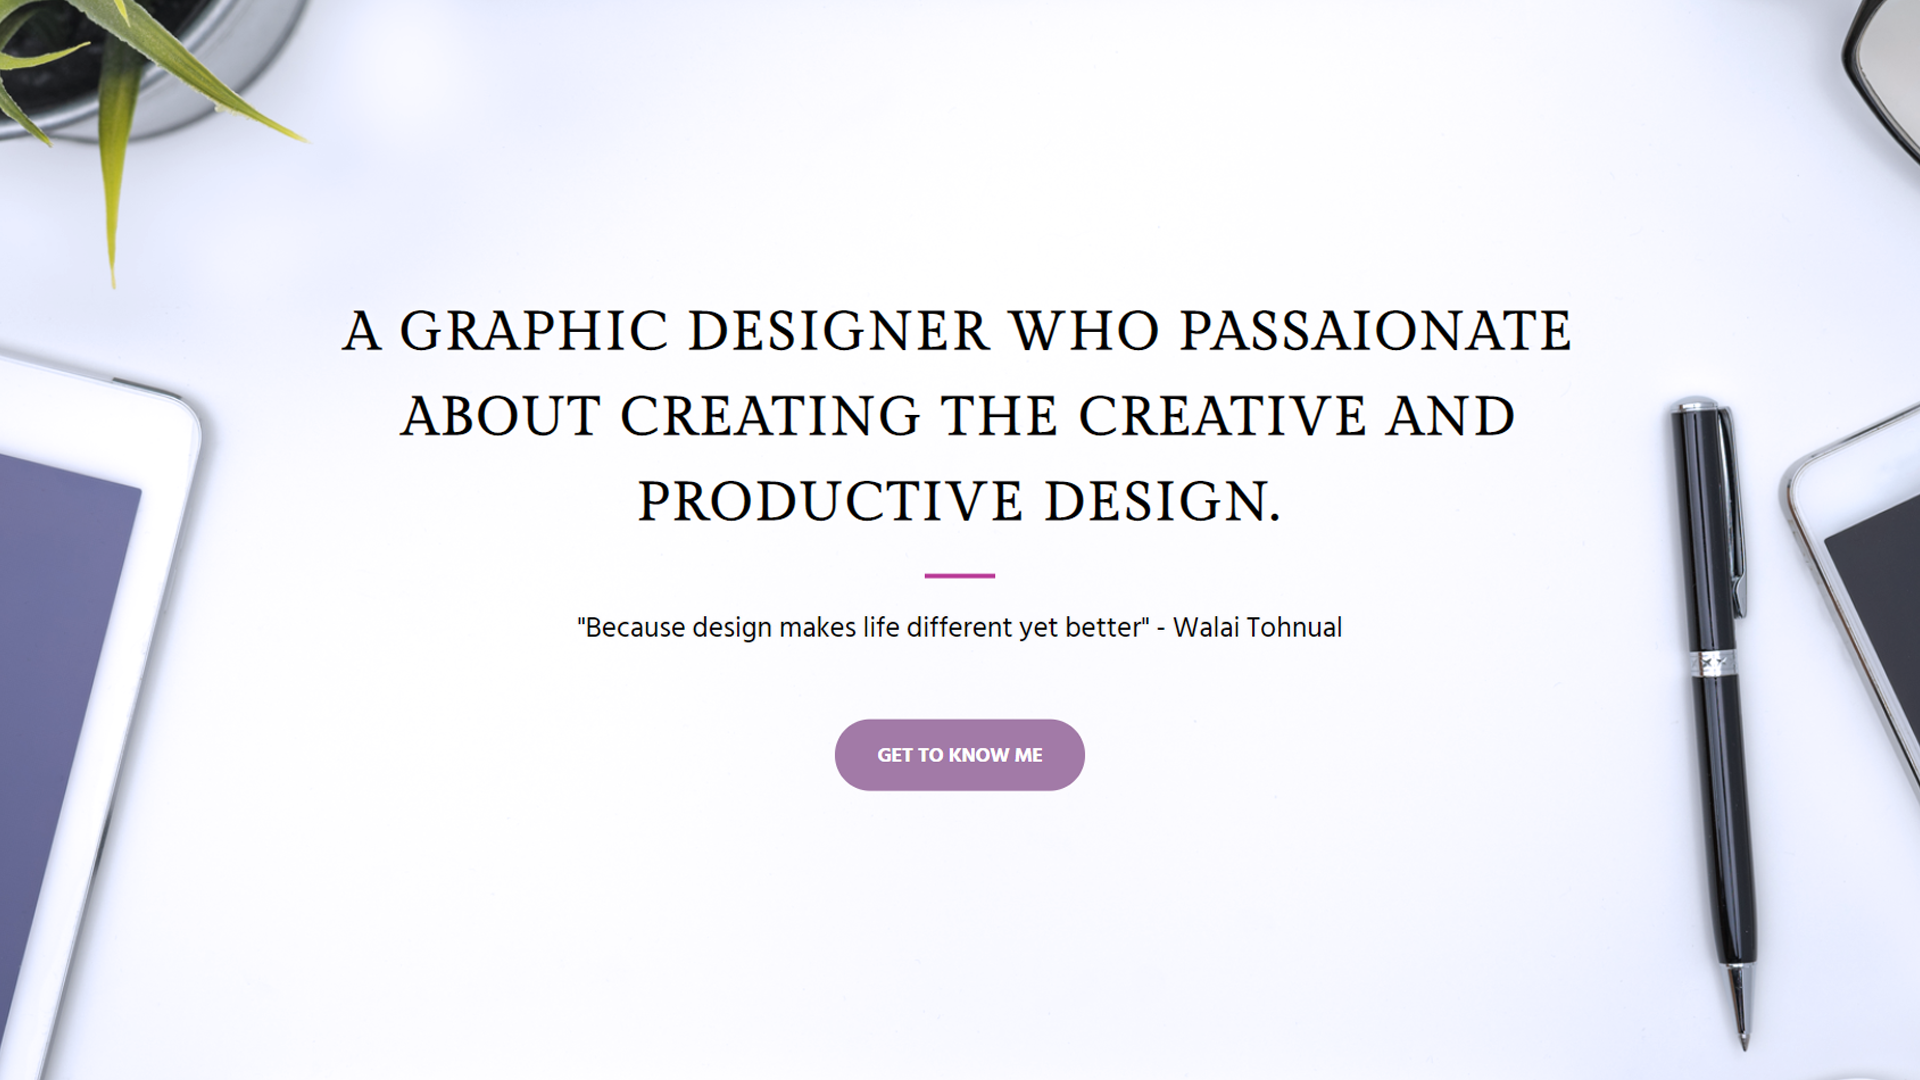 A GRAPHIC DESIGNER WHO PASSAIONATE
ABOUT CREATING THE CREATIVE AND
PRODUCTIVE DESIGN.
"Because design makes life different yet better" - Walai Tohnual
GET TO KNOW ME